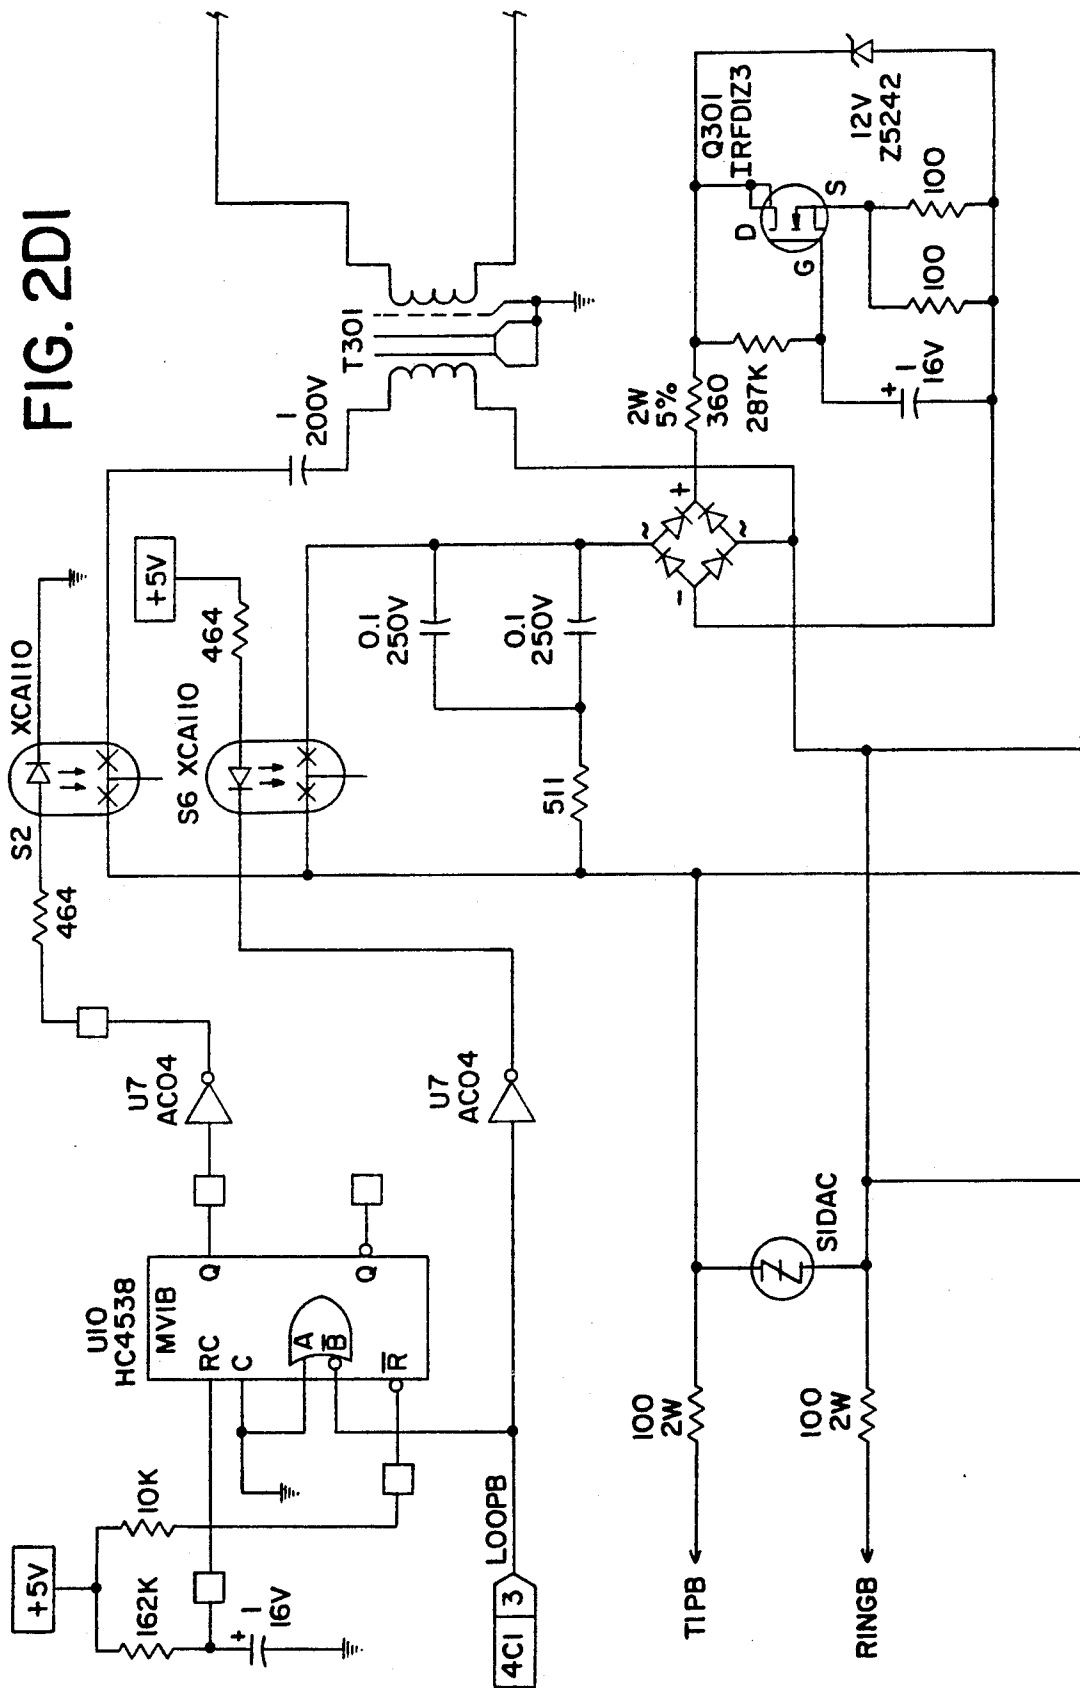 FIG. 2D1
+5V
162K
10K
1
16V
+
U10
HC4538
MVIB
RC
C
A
B
R
Q
Q
4C1 3
LOOPB
U7
AC04
U7
AC04
464
S2
XCA110
S6 XCA110
464
+5V
1
200V
T301
0.1
250V
0.1
250V
511
~
+
~
-
2W
5%
360
287K
Q301
IRFD1Z3
D
G
S
+
1
16V
100
100
12V
Z5242
TIPB
100
2W
RINGB
100
2W
SIDAC